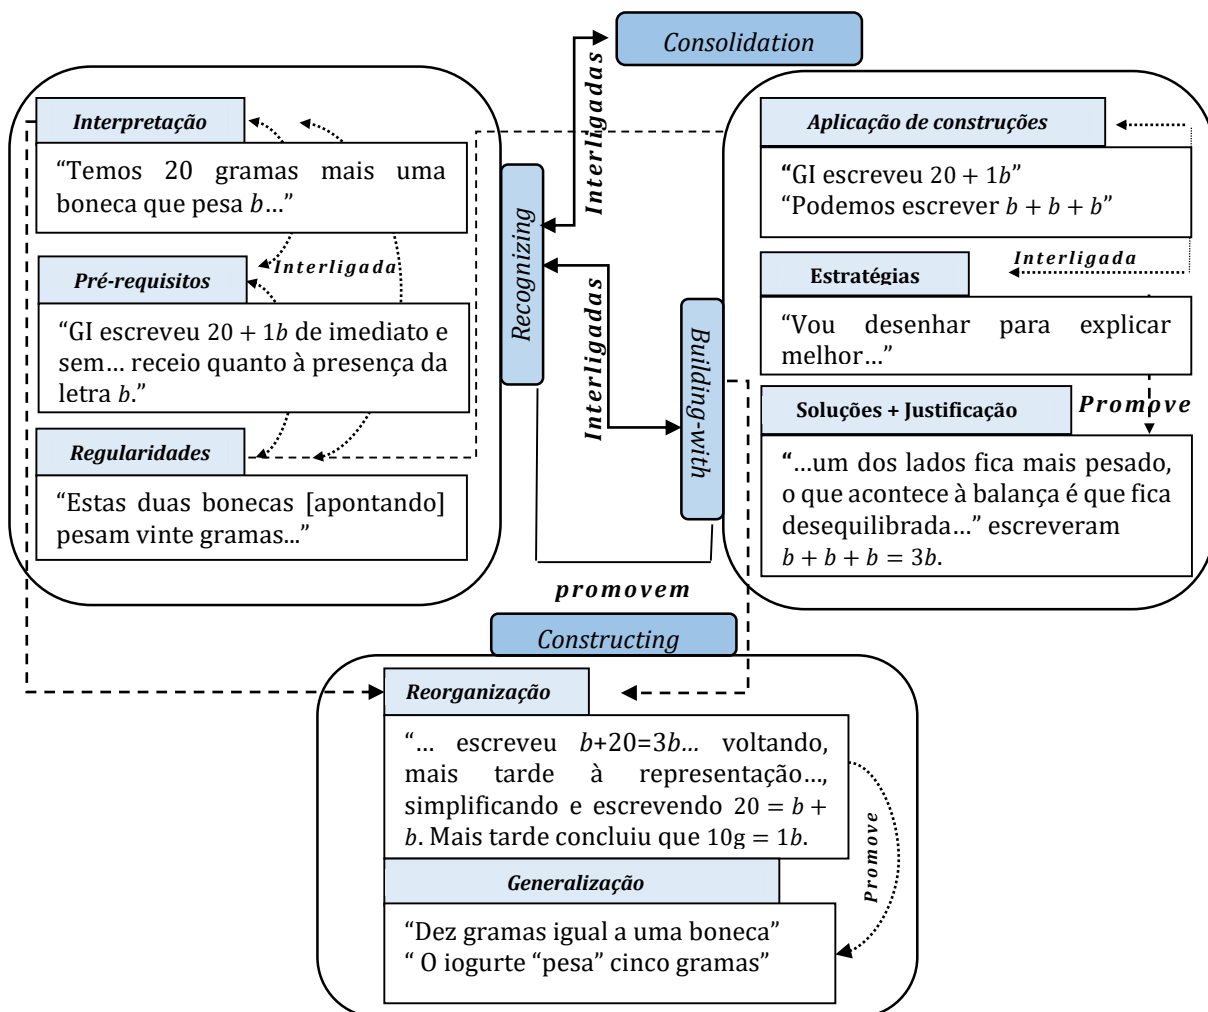 Consolidation
Interligadas
Interpretação
“Temos 20 gramas mais uma
boneca que pesa b…”
Interligada
Pré-requisitos
“GI escreveu 20 + 1b de imediato e
sem… receio quanto à presença da
letra b.”
Regularidades
“Estas duas bonecas [apontando]
pesam vinte gramas...”
Recognizing
Interligadas
Building-with
Aplicação de construções
“GI escreveu 20 + 1b”
“Podemos escrever b + b + b”
Interligada
Estratégias
“Vou desenhar para explicar
melhor…”
Promove
Soluções + Justificação
“…um dos lados fica mais pesado,
o que acontece à balança é que fica
desequilibrada…” escreveram
b + b + b = 3b.
promovem
Constructing
Reorganização
“… escreveu b+20=3b… voltando,
mais tarde à representação…,
simplificando e escrevendo 20 = b +
b. Mais tarde concluiu que 10g = 1b.
Promove
Generalização
“Dez gramas igual a uma boneca”
“ O iogurte “pesa” cinco gramas”